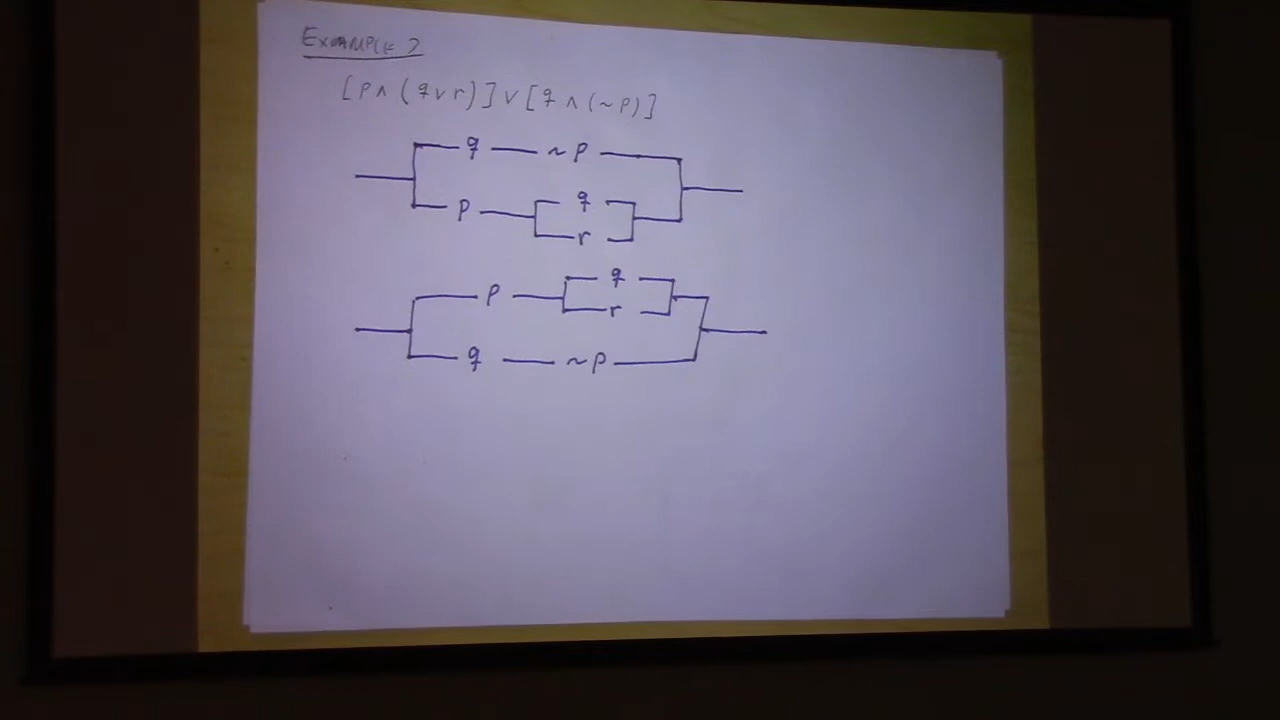 EXAMPLE 2
[p ∧ (q ∨ r)] ∨ [q ∧ (~p)]
q ~p
p q
r
p q
r
q ~p